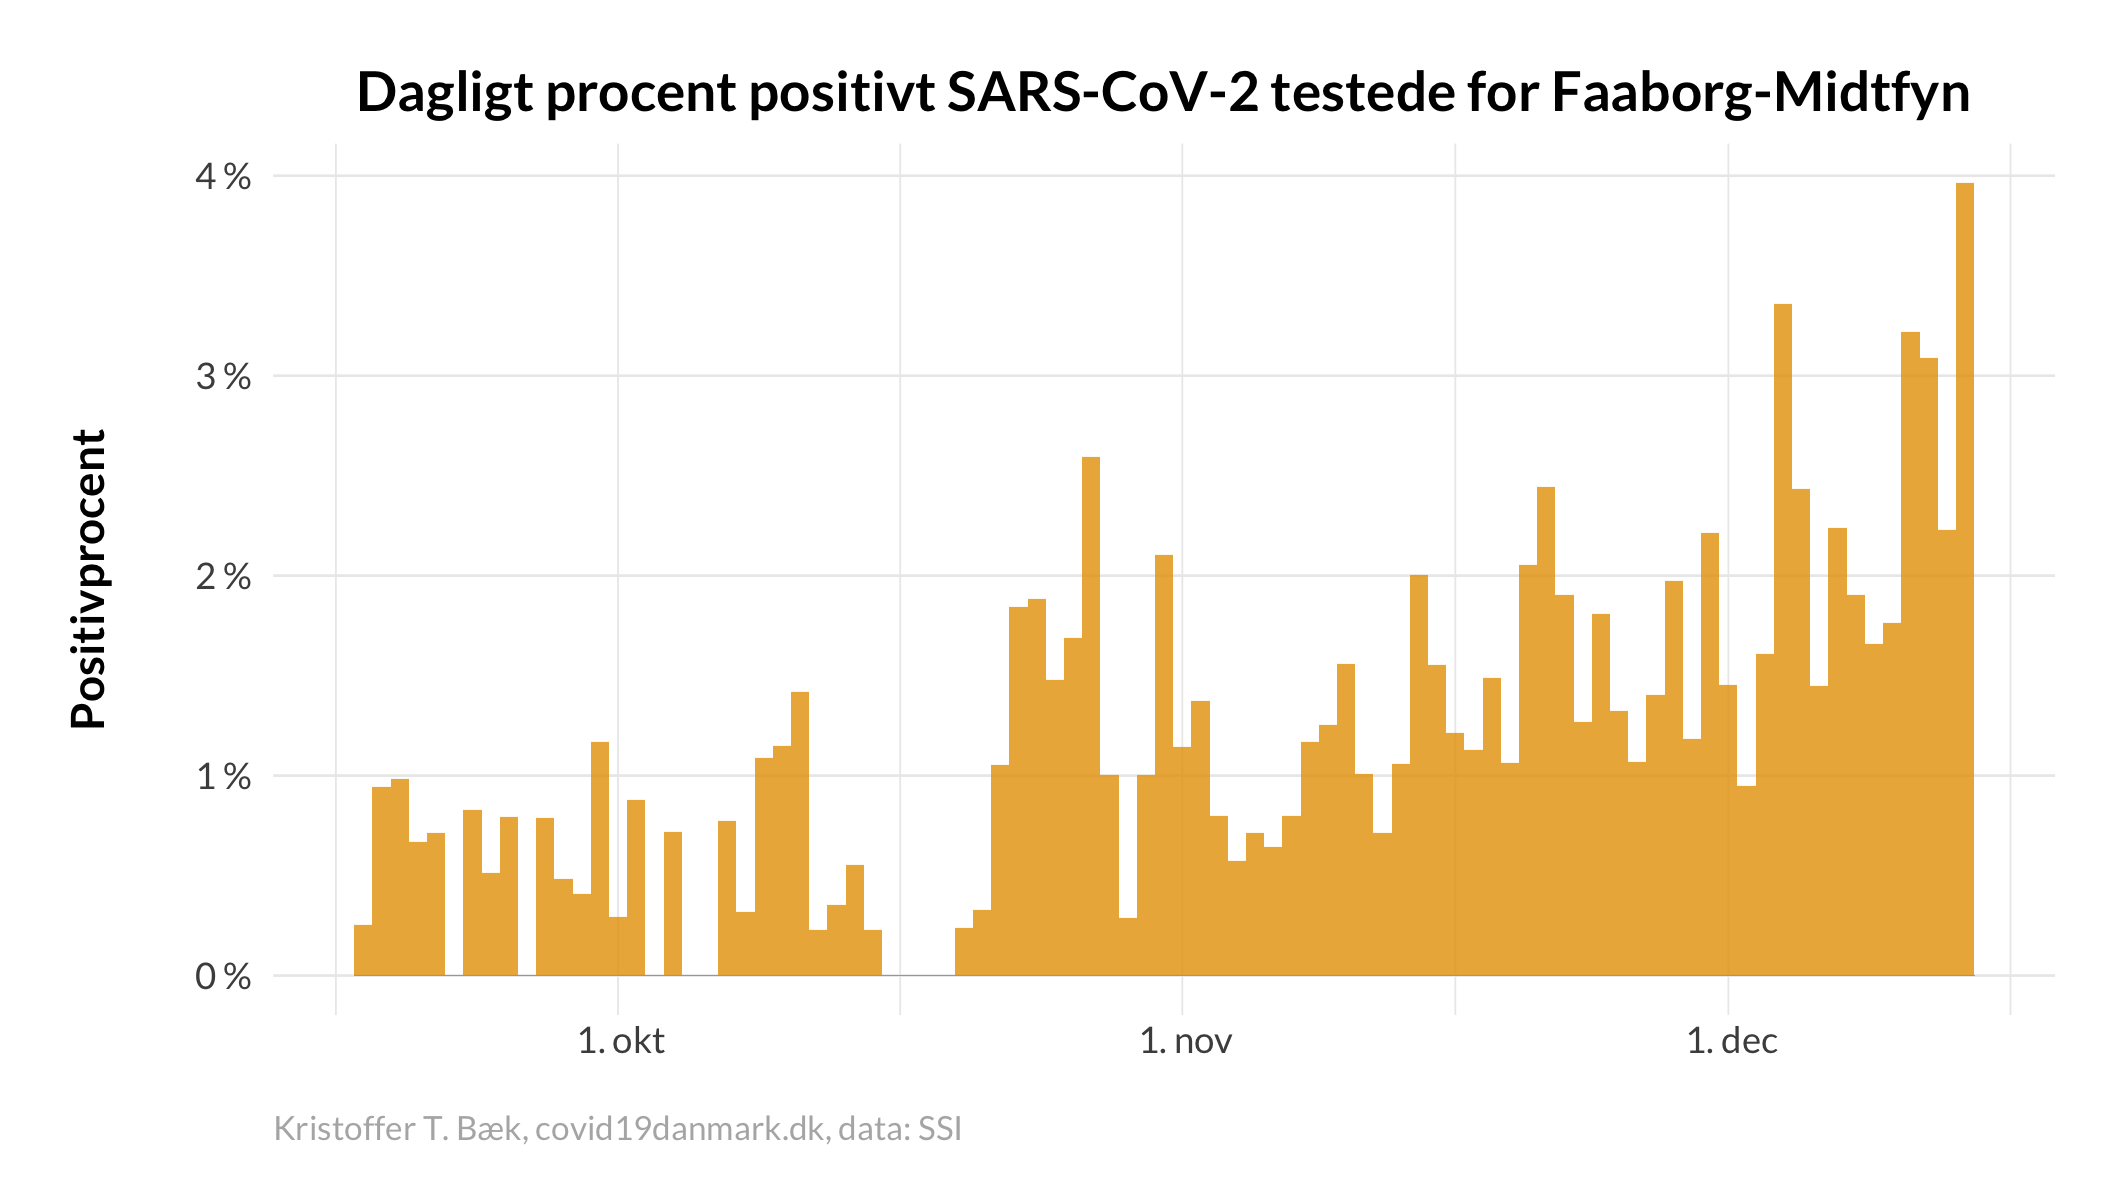 Dagligt procent positivt SARS-CoV-2 testede for Faaborg-Midtfyn
Positivprocent
4 %
3 %
2 %
1 %
0 %
1. okt
1. nov
1. dec
Kristoffer T. Bæk, covid19danmark.dk, data: SSI